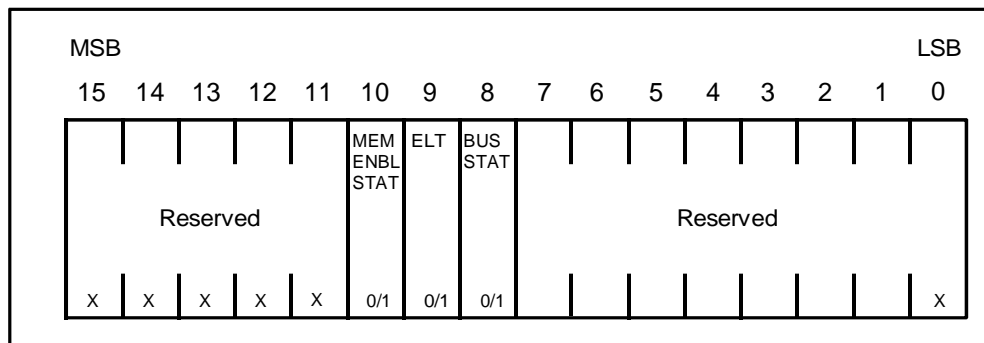 MSB LSB
15 14 13 12 11 10 9 8 7 6 5 4 3 2 1 0
MEM ELT BUS
ENBL STAT
STAT
Reserved Reserved
X X X X X 0/1 0/1 0/1 X